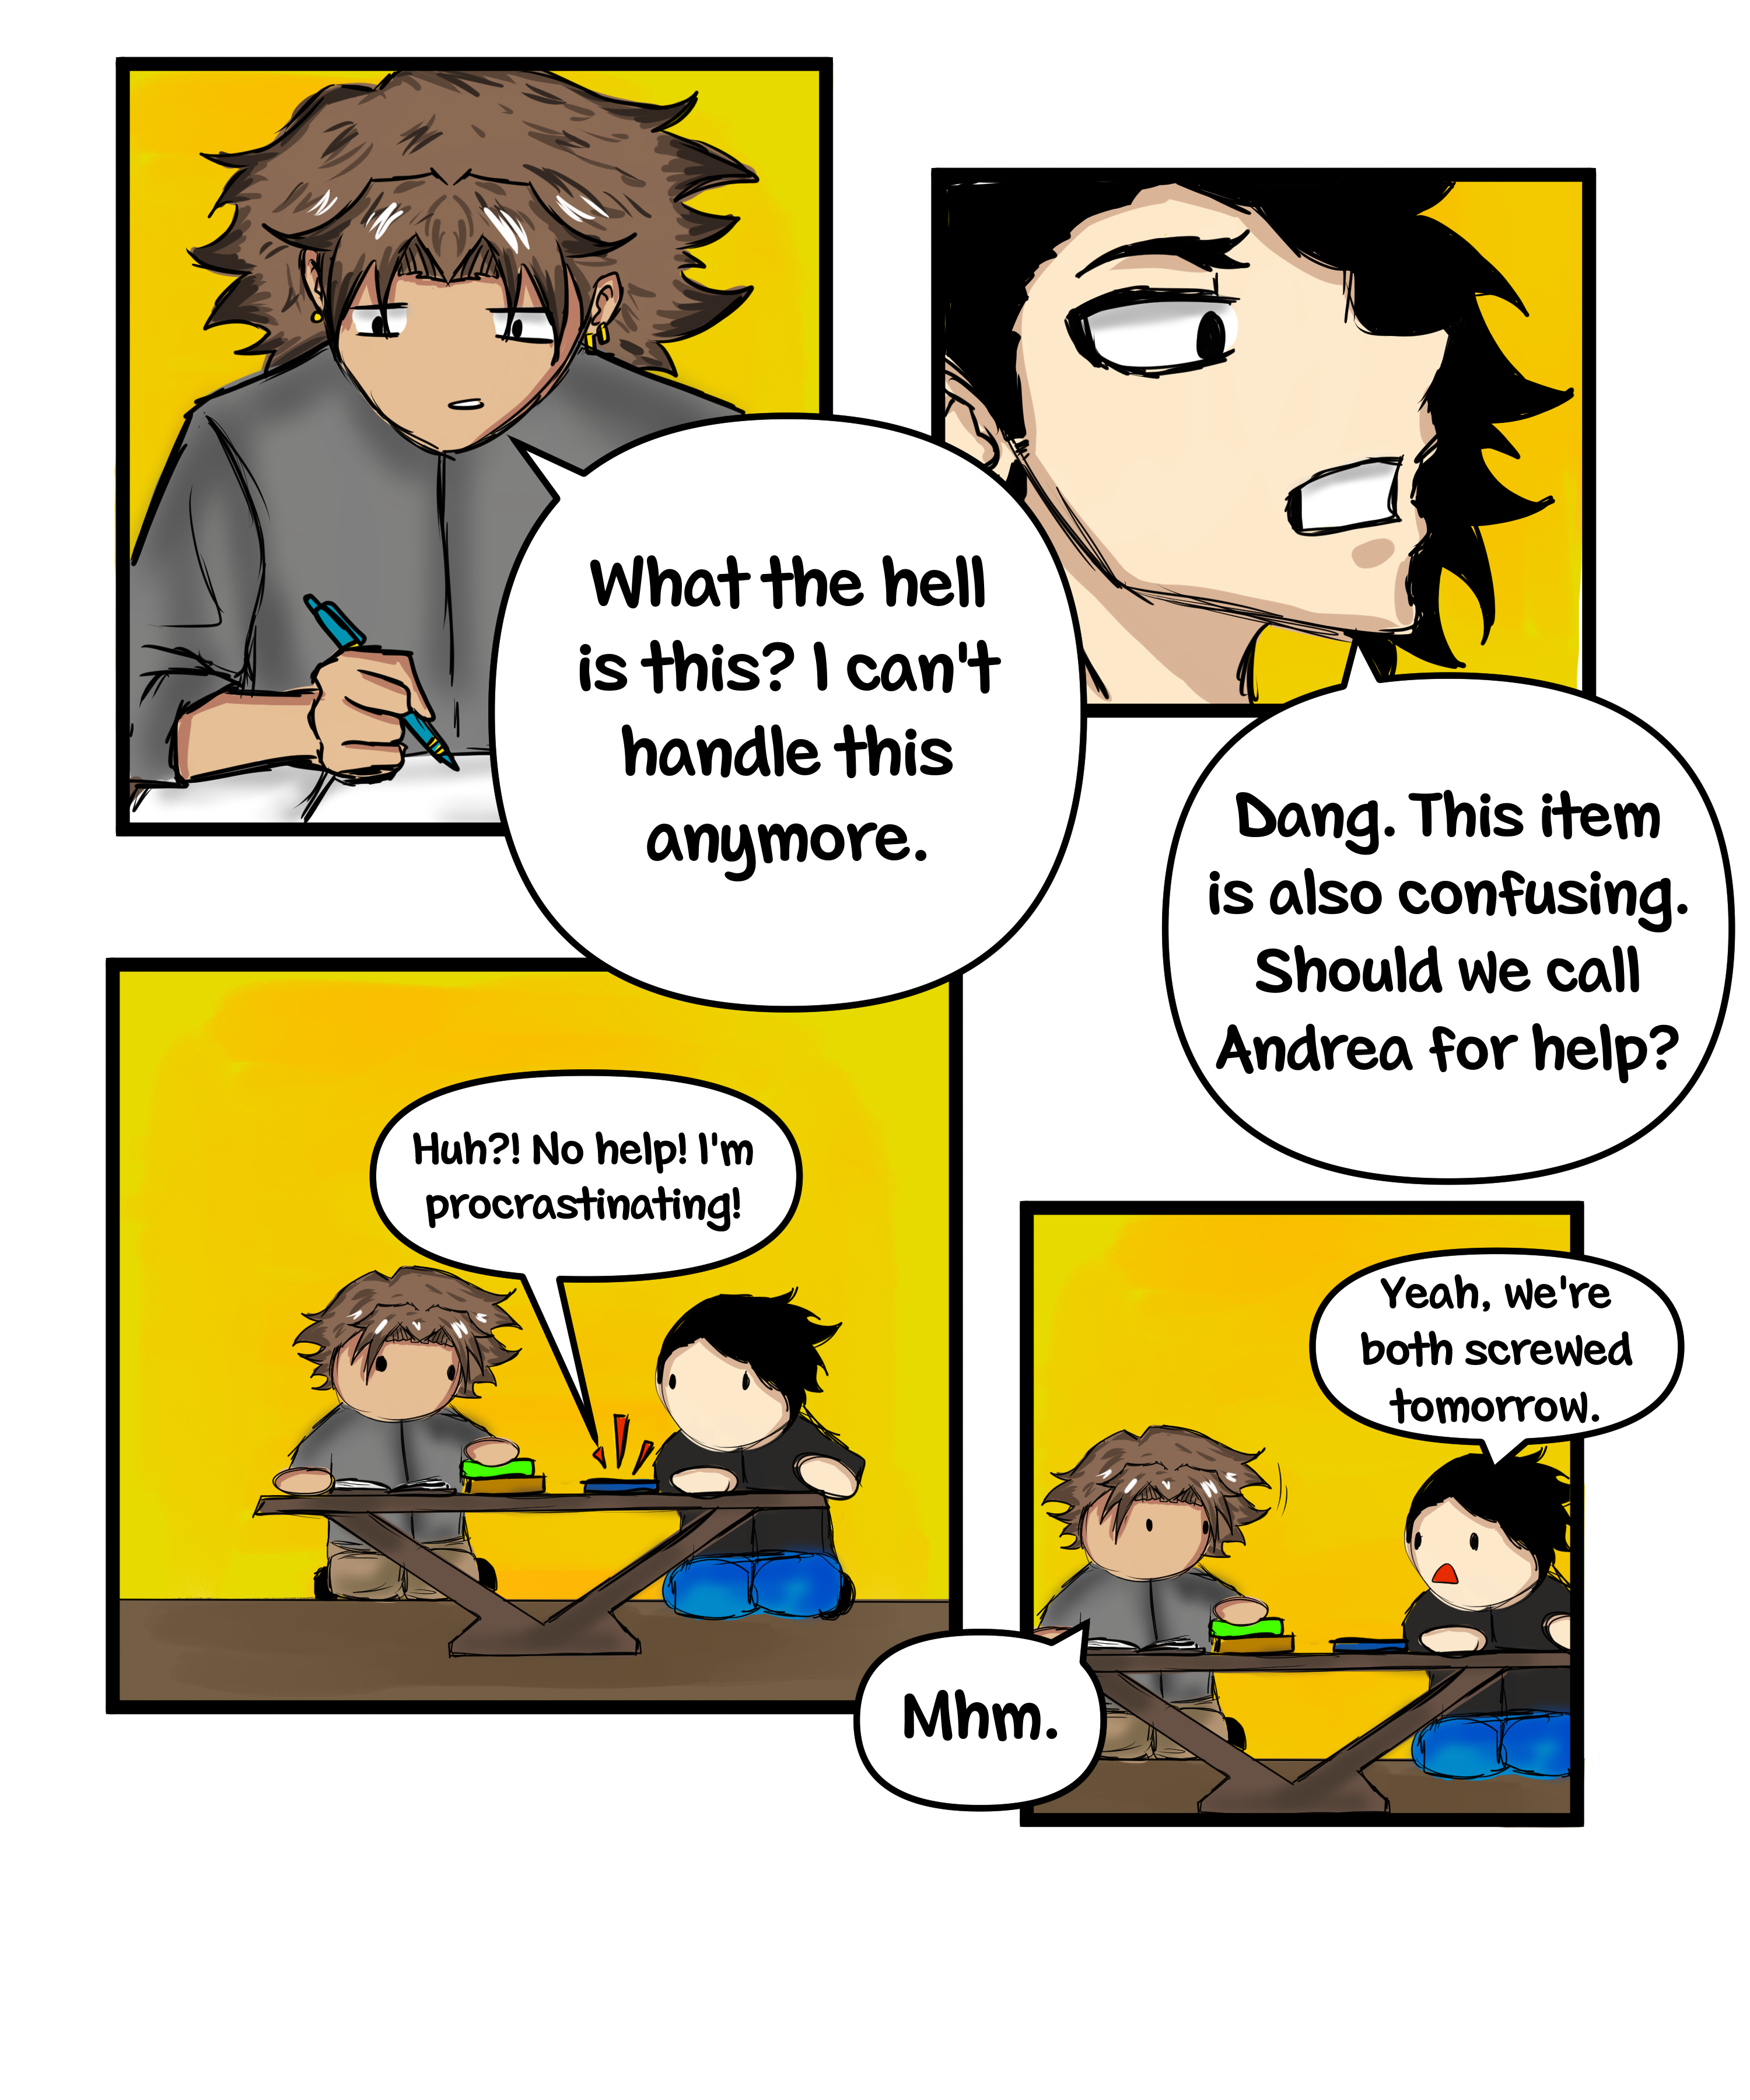 What the hell
is this? I can't
handle this
anymore.
Dang. This item
is also confusing.
Should we call
Andrea for help?
Huh?! No help! I'm
procrastinating!
Yeah, we're
both screwed
tomorrow.
Mhm.